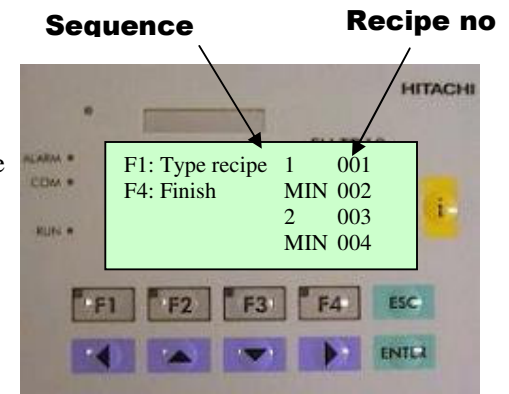 Sequence Recipe no
HITACHI
e
ALARM
COM
RUN
F1: Type recipe 1 001
F4: Finish MIN 002
2 003
MIN 004
i
F1 F2 F3 F4 ESC
ENTER